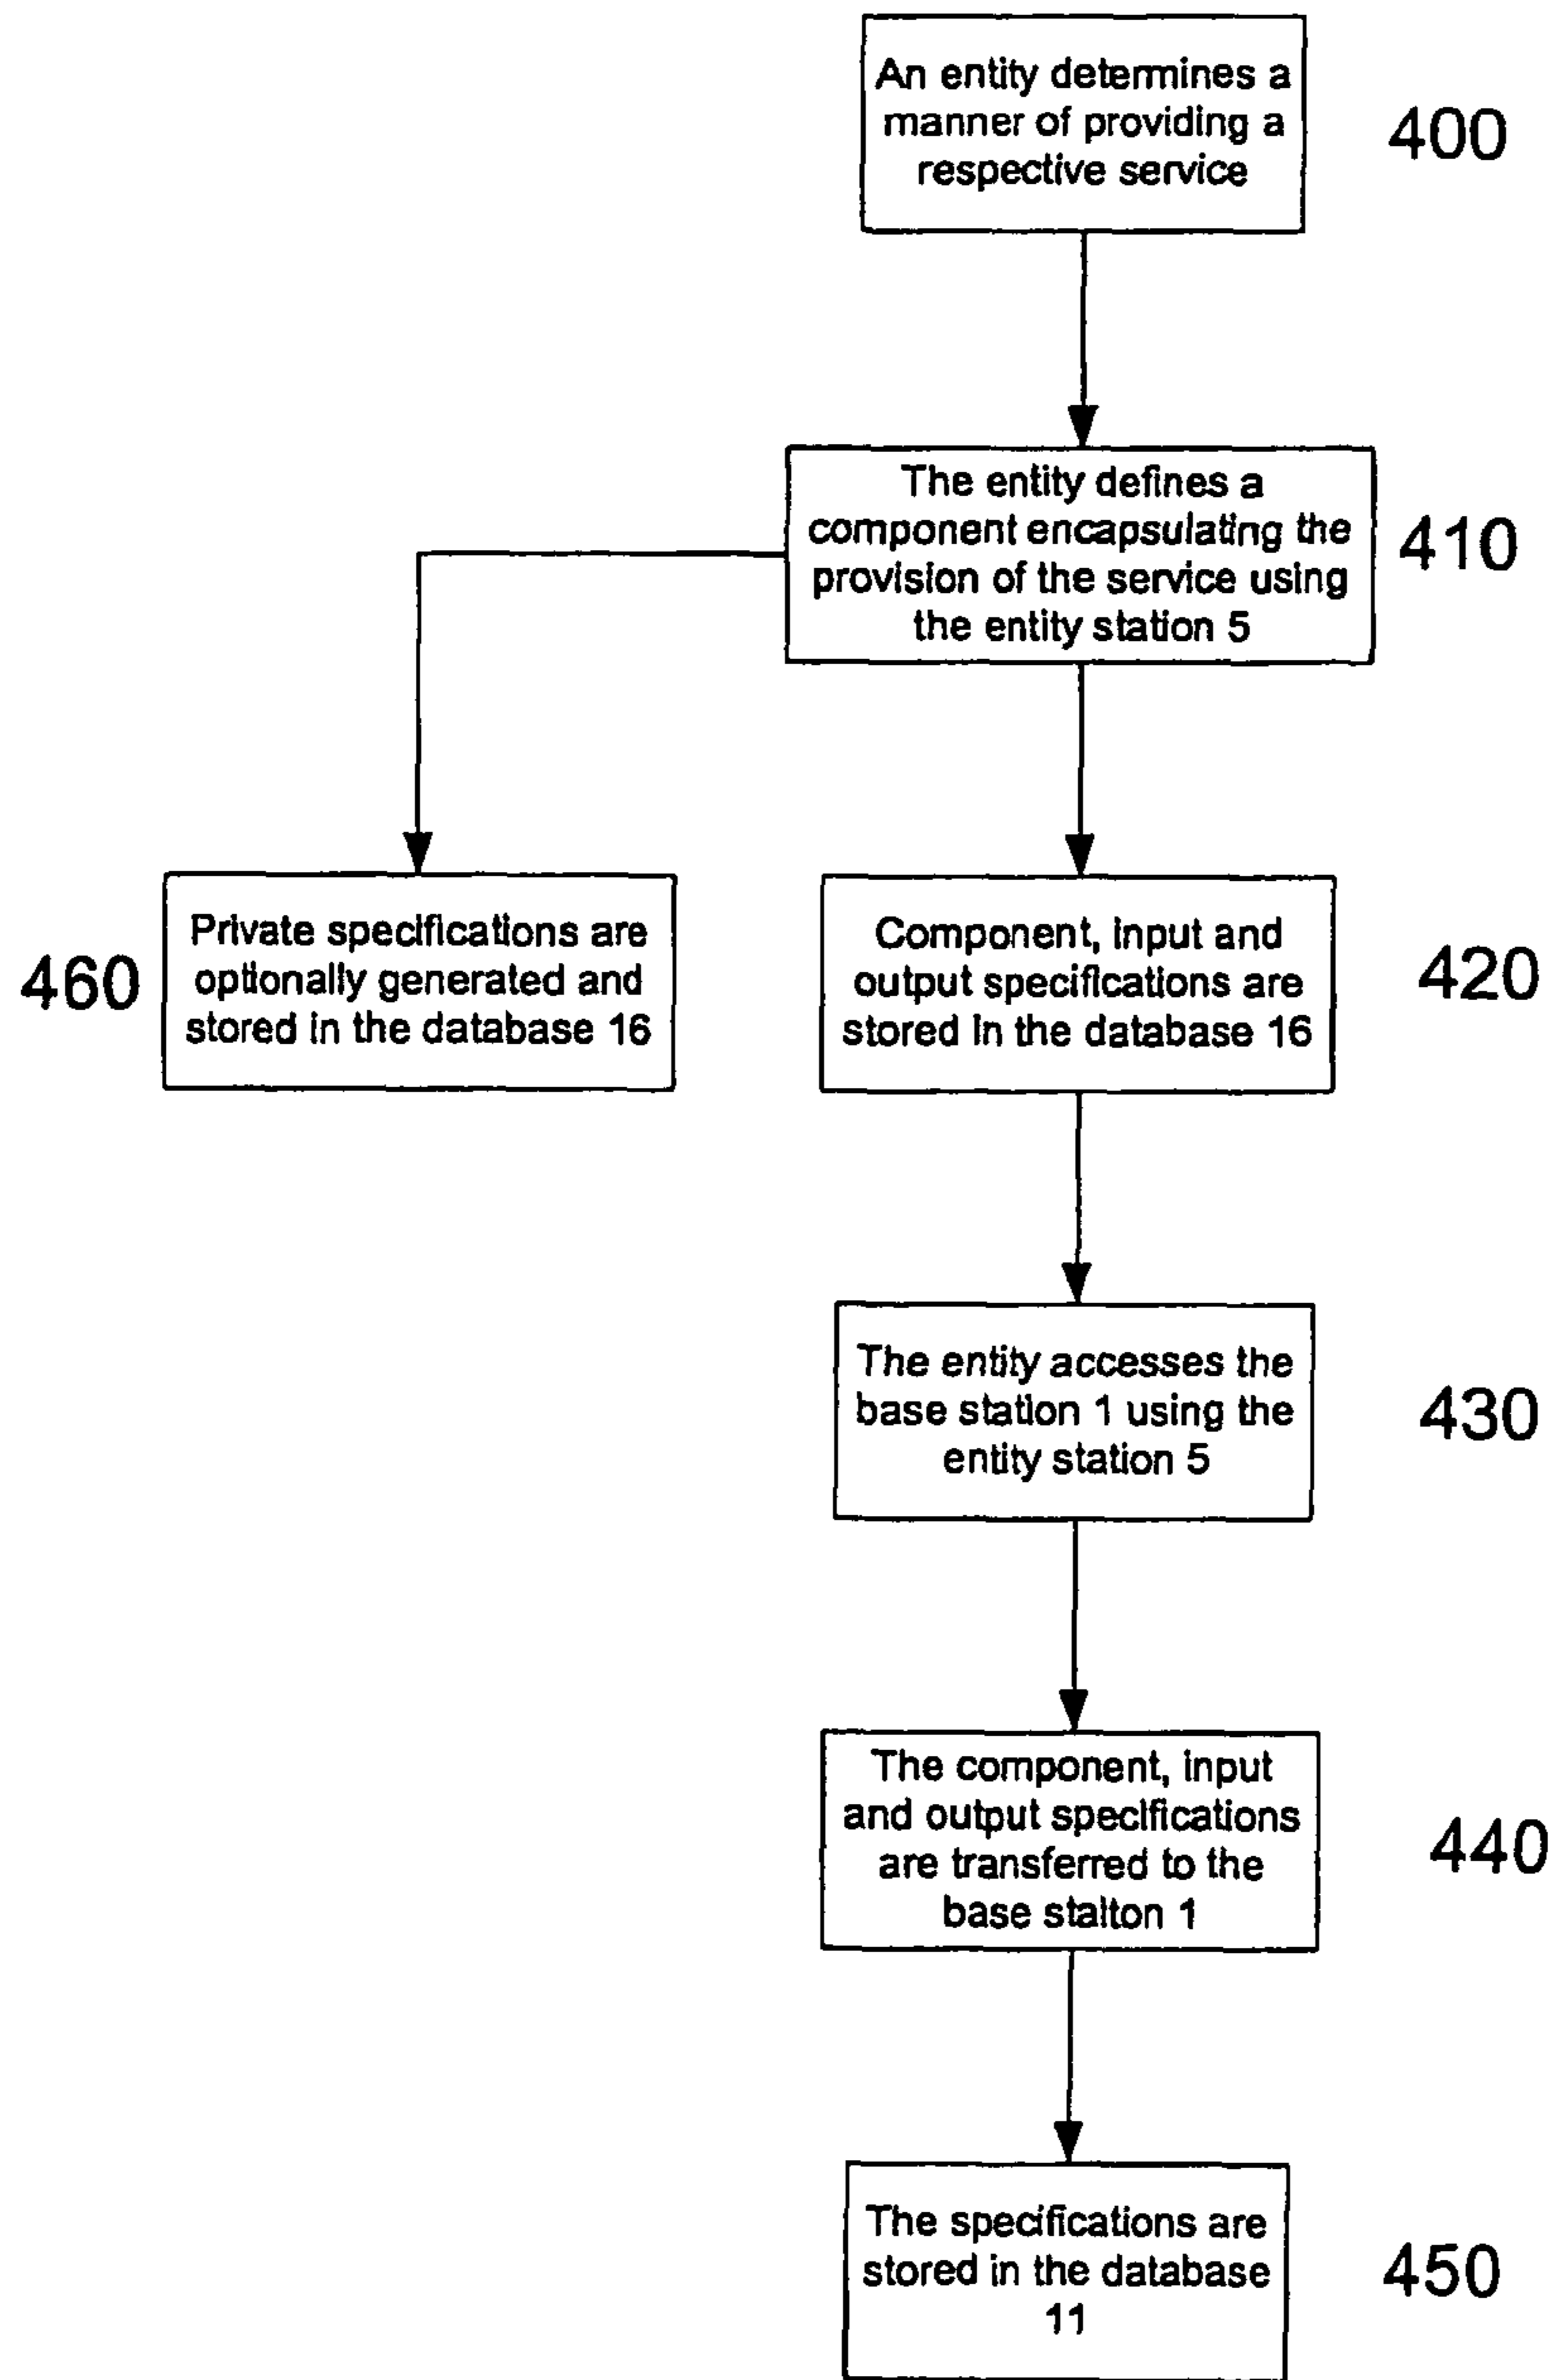 An entity determines a
manner of providing a
respective service
400
The entity defines a
component encapsulating the
provision of the service using
the entity station 5
410
460
Private specifications are
optionally generated and
stored in the database 16
Component, input and
output specifications are
stored in the database 16
420
The entity accesses the
base station 1 using the
entity station 5
430
The component, input
and output specifications
are transferred to the
base stalton 1
440
The specifications are
stored in the database
11
450